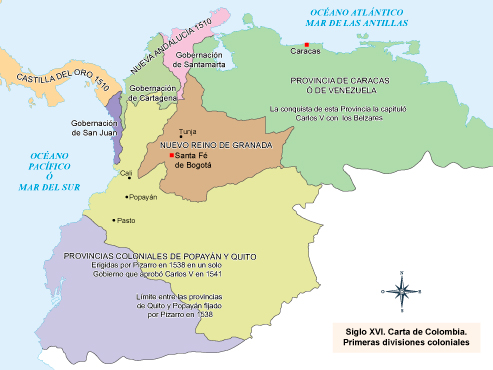 OCÉANO ATLÁNTICO
MAR DE LAS ANTILLAS
NUEVA ANDALUCÍA 1510
Caracas
Gobernación
de Santamarta
CASTILLA DEL ORO 1510
Gobernación
de Cartagena
PROVINCIA DE CARACAS
Ó DE VENEZUELA
La conquista de esta Provincia la capituló
Carlos V con los Belzares
Gobernación
de San Juan
Tunja
NUEVO REINO DE GRANADA
Santa Fé
de Bogotá
OCÉANO
PACÍFICO
Ó
MAR DEL SUR
Cali
Popayán
Pasto
PROVINCIAS COLONIALES DE POPAYÁN Y QUITO
Erigidas por Pizarro en 1538 en un solo
Gobierno que aprobó Carlos V en 1541
Límite entre las provincias
de Quito y Popayán fijado
por Pizarro en 1538
N
Siglo XVI. Carta de Colombia.
Primeras divisiones coloniales